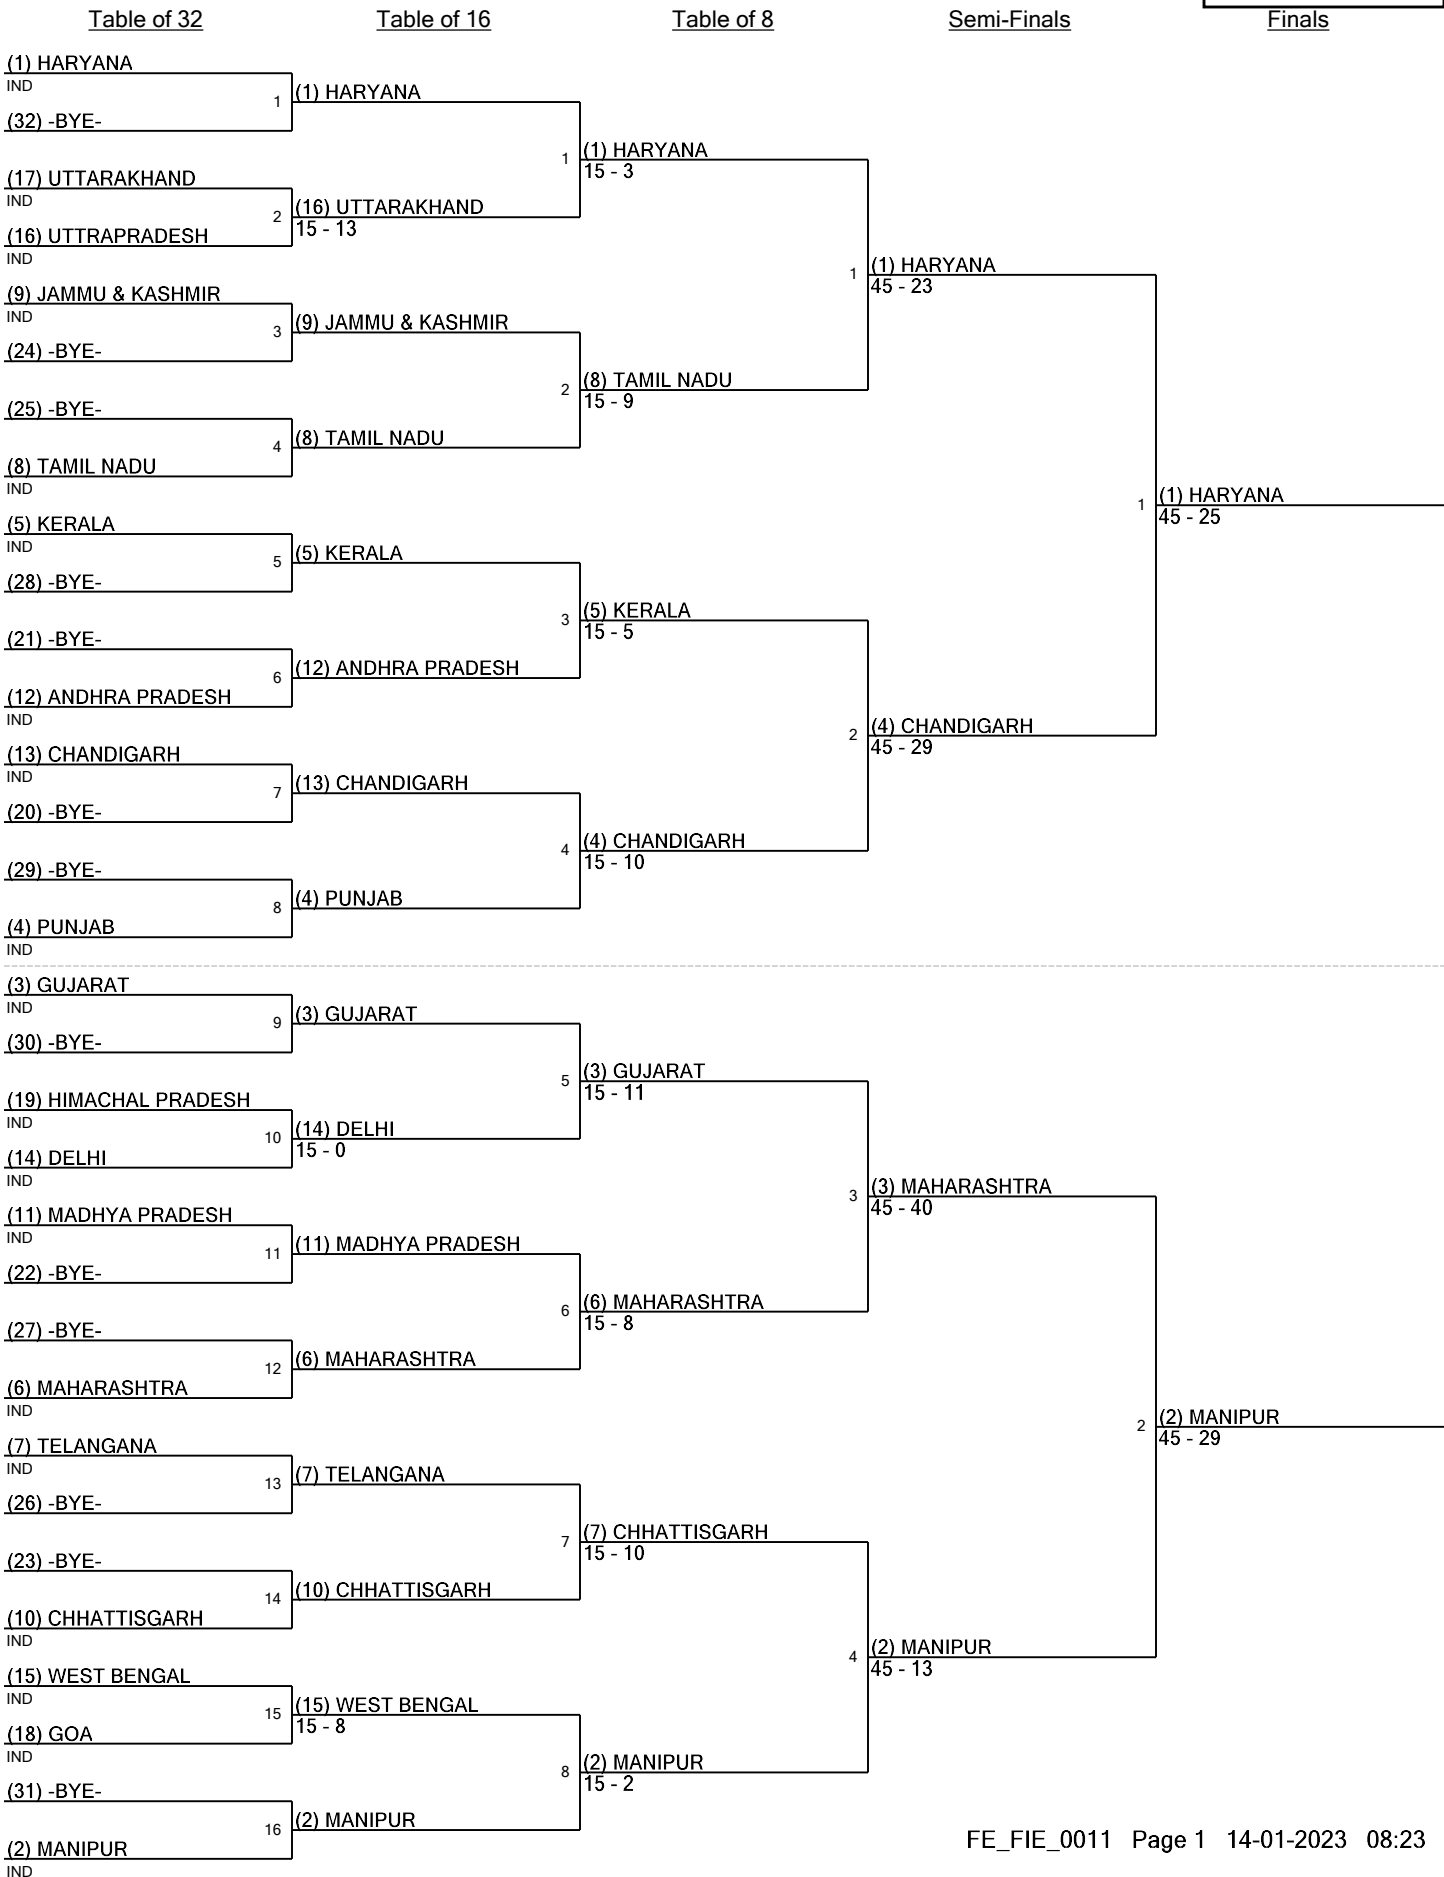 Table of 32
Table of 16
Table of 8
Semi-Finals
Finals
(1) HARYANA
IND
1
(32) -BYE-
(17) UTTARAKHAND
IND
2
(16) UTTRAPRADESH
IND
(9) JAMMU & KASHMIR
IND
3
(24) -BYE-
(25) -BYE-
4
(8) TAMIL NADU
IND
(5) KERALA
IND
5
(28) -BYE-
(21) -BYE-
6
(12) ANDHRA PRADESH
IND
(13) CHANDIGARH
IND
7
(20) -BYE-
(29) -BYE-
8
(4) PUNJAB
IND
(3) GUJARAT
IND
9
(30) -BYE-
(19) HIMACHAL PRADESH
IND
10
(14) DELHI
IND
(11) MADHYA PRADESH
IND
11
(22) -BYE-
(27) -BYE-
12
(6) MAHARASHTRA
IND
(7) TELANGANA
IND
13
(26) -BYE-
(23) -BYE-
14
(10) CHHATTISGARH
IND
(15) WEST BENGAL
IND
15
(18) GOA
IND
(31) -BYE-
16
(2) MANIPUR
IND
(1) HARYANA
1
(16) UTTARAKHAND
15 - 13
(9) JAMMU & KASHMIR
2
(8) TAMIL NADU
(5) KERALA
3
(12) ANDHRA PRADESH
(13) CHANDIGARH
4
(4) PUNJAB
(3) GUJARAT
5
(14) DELHI
15 - 0
(11) MADHYA PRADESH
6
(6) MAHARASHTRA
(7) TELANGANA
7
(10) CHHATTISGARH
(15) WEST BENGAL
15 - 8
8
(2) MANIPUR
(1) HARYANA
15 - 3
1
(8) TAMIL NADU
15 - 9
(5) KERALA
15 - 5
2
(4) CHANDIGARH
15 - 10
(3) GUJARAT
15 - 11
3
(6) MAHARASHTRA
15 - 8
(7) CHHATTISGARH
15 - 10
4
(2) MANIPUR
15 - 2
(1) HARYANA
45 - 23
1
(4) CHANDIGARH
45 - 29
(3) MAHARASHTRA
45 - 40
2
(2) MANIPUR
45 - 13
(1) HARYANA
45 - 25
(2) MANIPUR
45 - 29
FE_FIE_0011 Page 1 14-01-2023 08:23